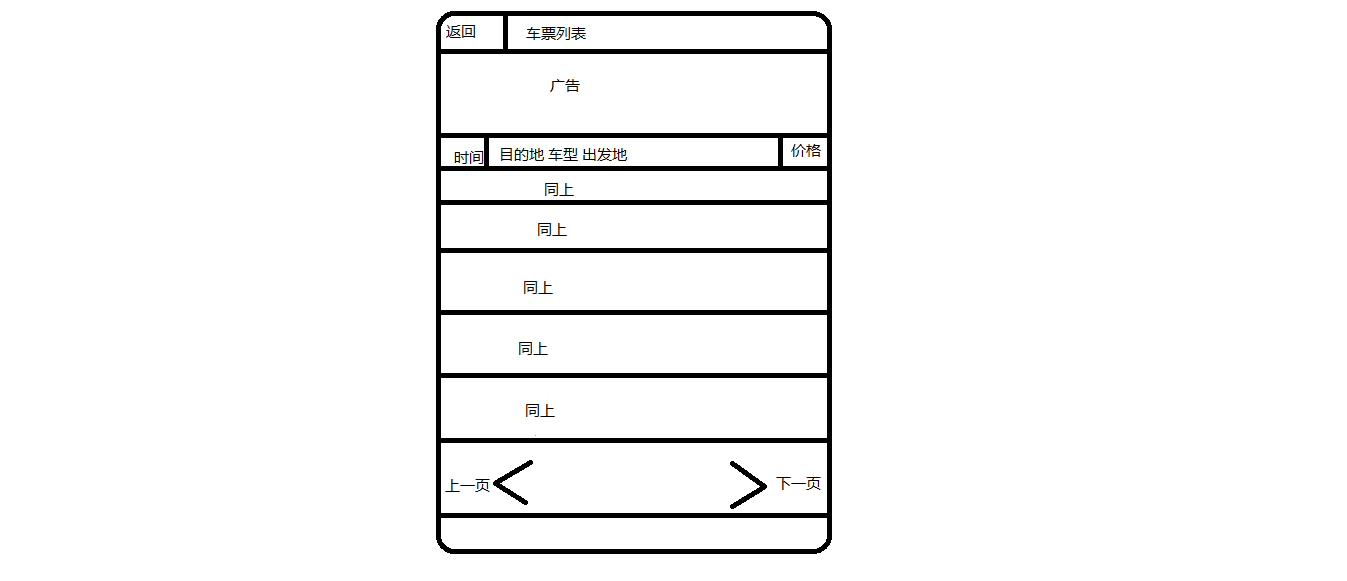 返回 车票列表
广告
时间 目的地 车型 出发地 价格
同上
同上
同上
同上
同上
上一页 下一页